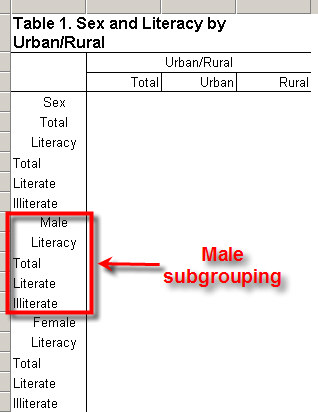 Table 1. Sex and Literacy by
Urban/Rural
Urban/Rural
Total Urban Rural
Sex
Total
Literacy
Total
Literate
Illiterate
Male
Literacy
Total
Literate
Illiterate
Male
subgrouping
Female
Literacy
Total
Literate
Illiterate